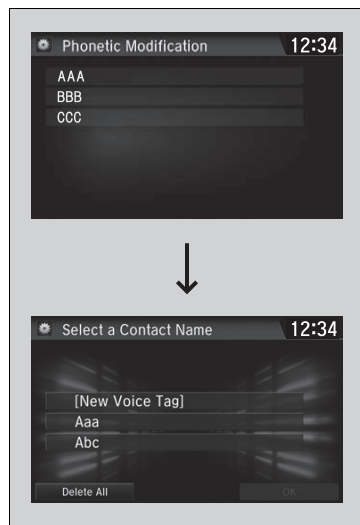 Phonetic Modification 12:34
AAA
BBB
CCC
Select a Contact Name 12:34
[New Voice Tag]
Aaa
Abc
Delete All OK